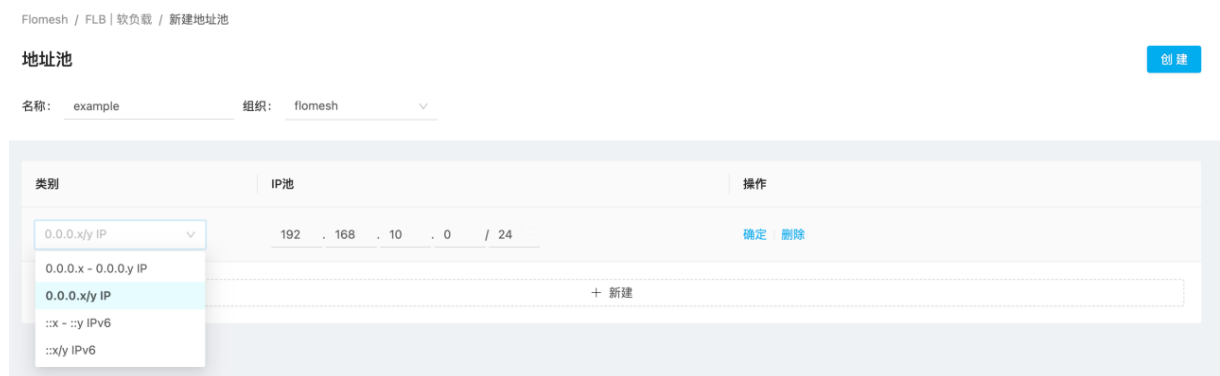 Flomesh / FLB | 软负载 / 新建地址池
地址池
创 建
名称： example 组织： flomesh
类别 IP池 操作
0.0.0.x/y IP 192 . 168 . 10 . 0 / 24 确定 删除
0.0.0.x - 0.0.0.y IP
0.0.0.x/y IP
+ 新建
::x - ::y IPv6
::x/y IPv6